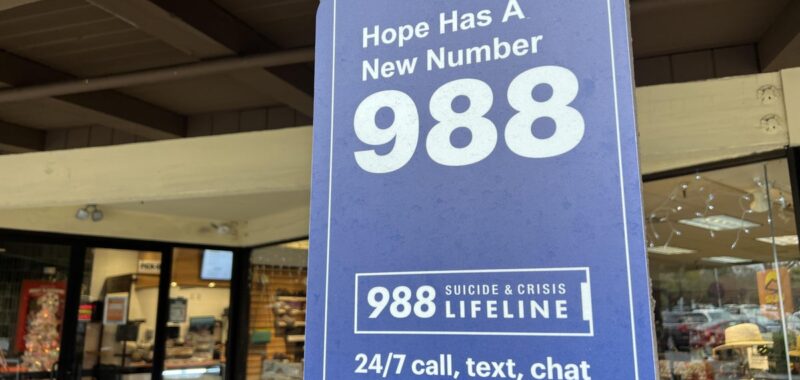 Hope Has A
New Number
988
988 SUICIDE & CRISIS
LIFELINE
24/7 call, text, chat